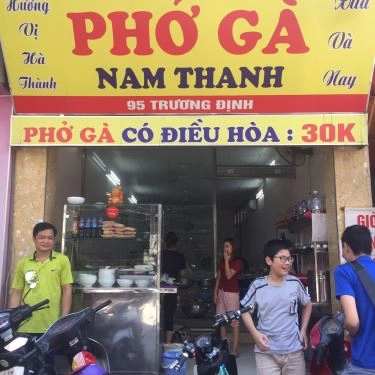 Hương
Vị
Hà
Thành
PHỞ GÀ
NAM THANH
Xưa
Và
Nay
95 TRƯƠNG ĐỊNH
PHỞ GÀ CÓ ĐIỀU HÒA : 30K
GIÒ